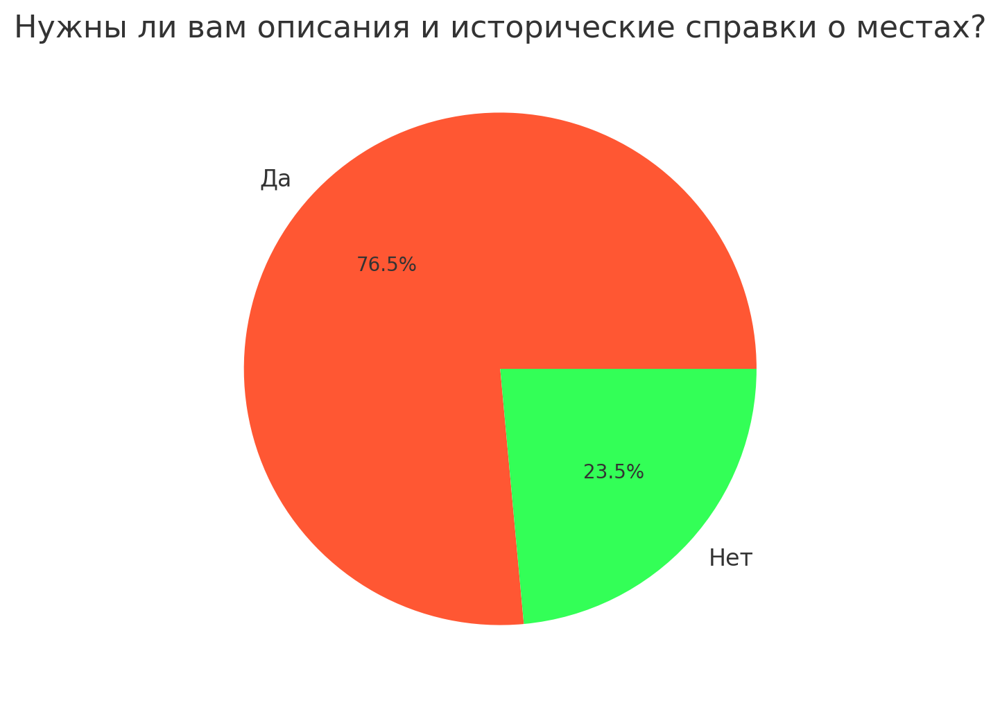 Нужны ли вам описания и исторические справки о местах?
Да
76.5%
23.5%
Нет